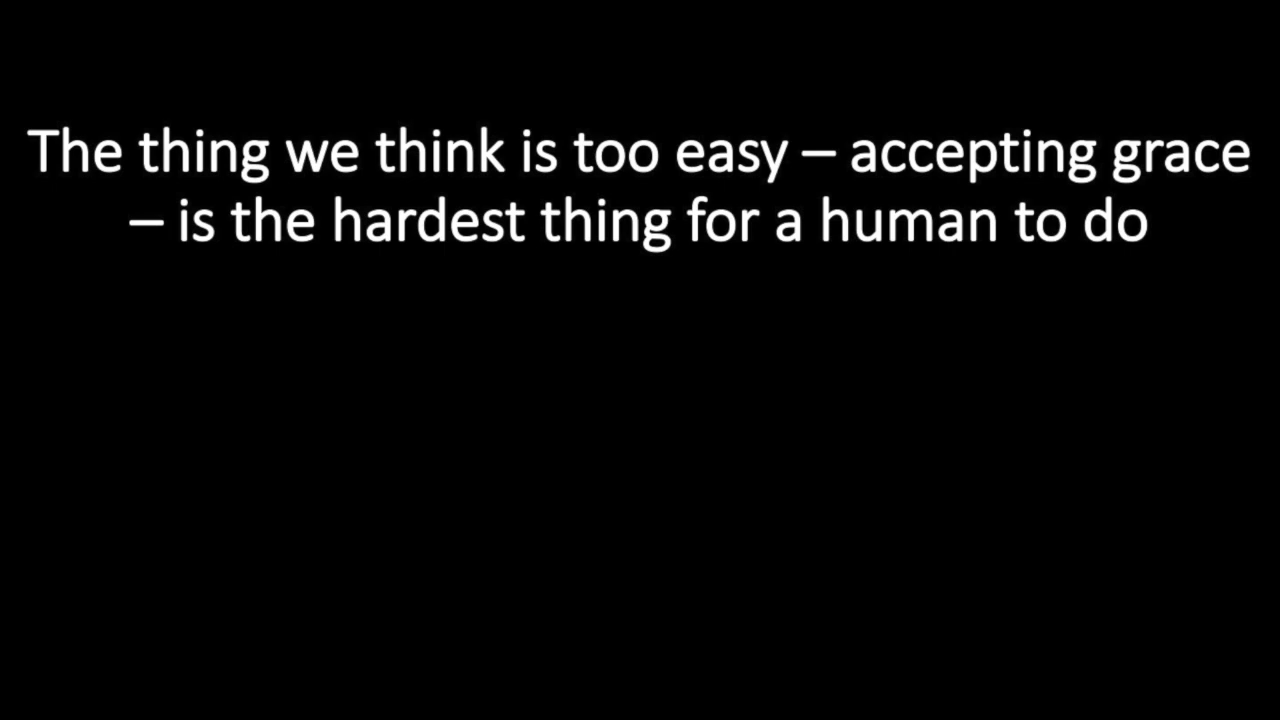 The thing we think is too easy – accepting grace
– is the hardest thing for a human to do